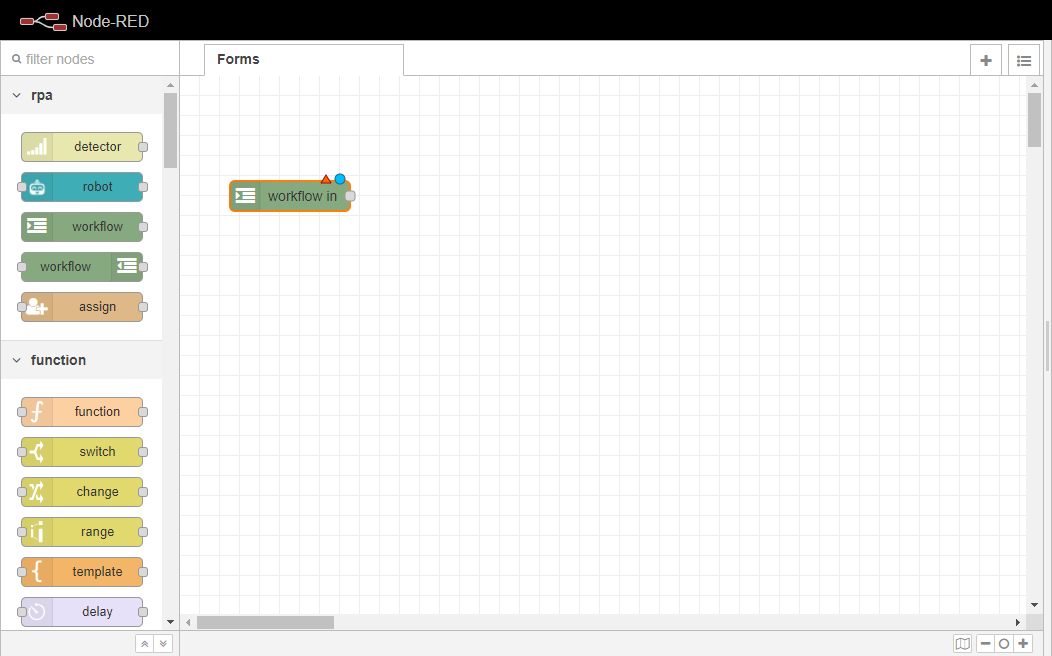 Node-RED
filter nodes
Forms
rpa
detector
robot
workflow
workflow
assign
workflow in
function
function
switch
change
range
template
delay